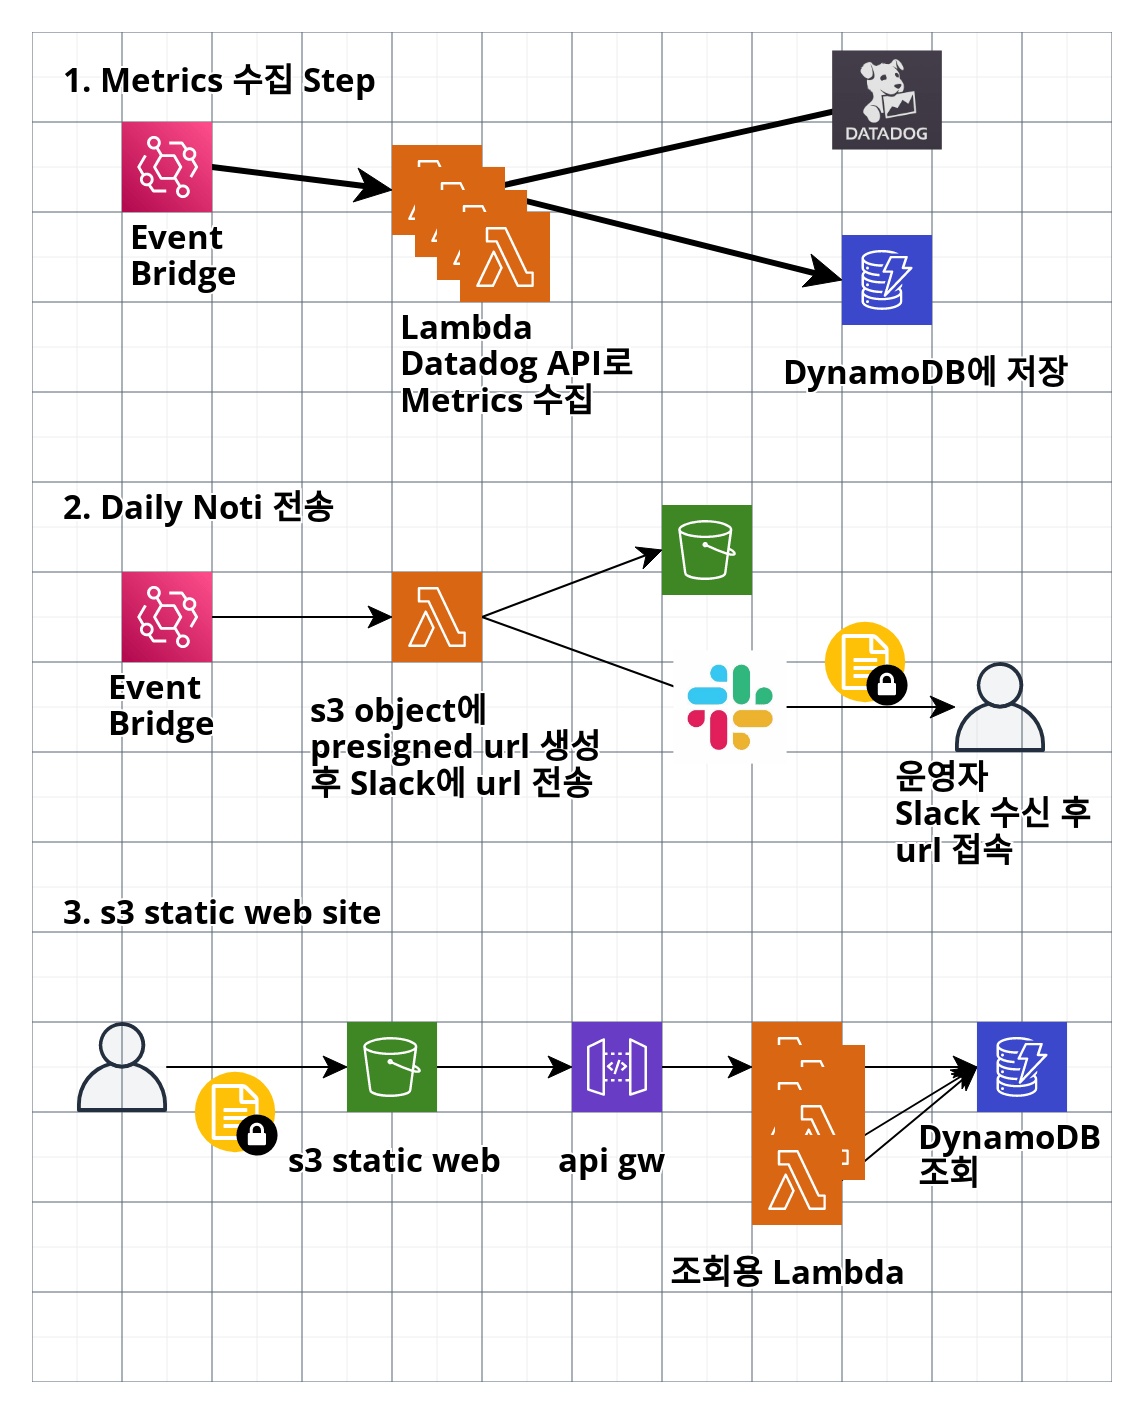 1. Metrics 수집 Step
DATADOG
Event
Bridge
Lambda
Datadog API로
Metrics 수집
DynamoDB에 저장
2. Daily Noti 전송
Event
Bridge
s3 object에
presigned url 생성
후 Slack에 url 전송
운영자
Slack 수신 후
url 접속
3. s3 static web site
s3 static web
api gw
DynamoDB
조회
조회용 Lambda